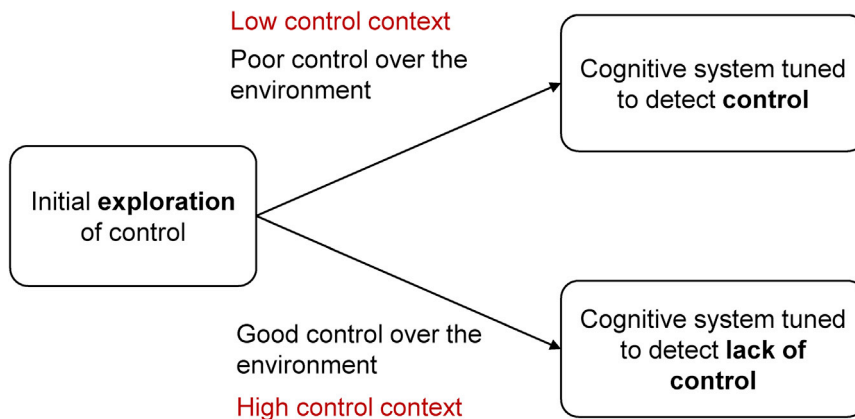 Low control context
Poor control over the
environment
Cognitive system tuned
to detect control
Initial exploration
of control
Good control over the
environment
High control context
Cognitive system tuned
to detect lack of
control